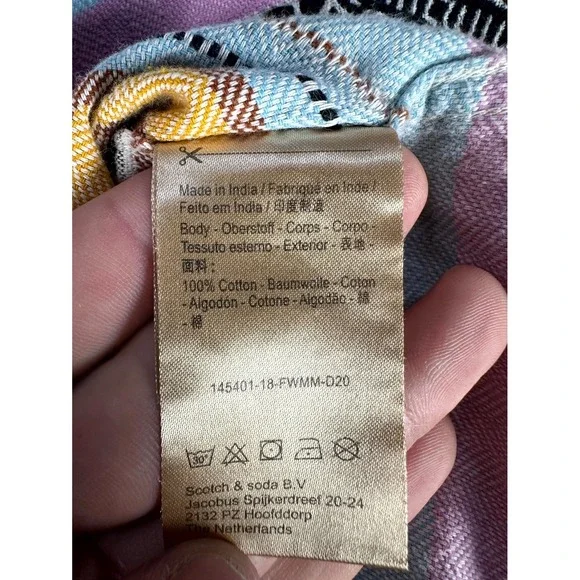 Made in India / Fabriqué en Inde /
Feito em India / 印度制造
Body - Oberstoff - Corps - Corpo -
Tessuto esterno - Exterior - 表地 -
面料 :
100% Cotton - Baumwolle - Coton
- Algodón - Cotone - Algodão - 綿
- 棉
145401-18-FWMM-D20
30°
Scotch & soda B.V
Jacobus Spijkerdreef 20-24
2132 PZ Hoofddorp
The Netherlands